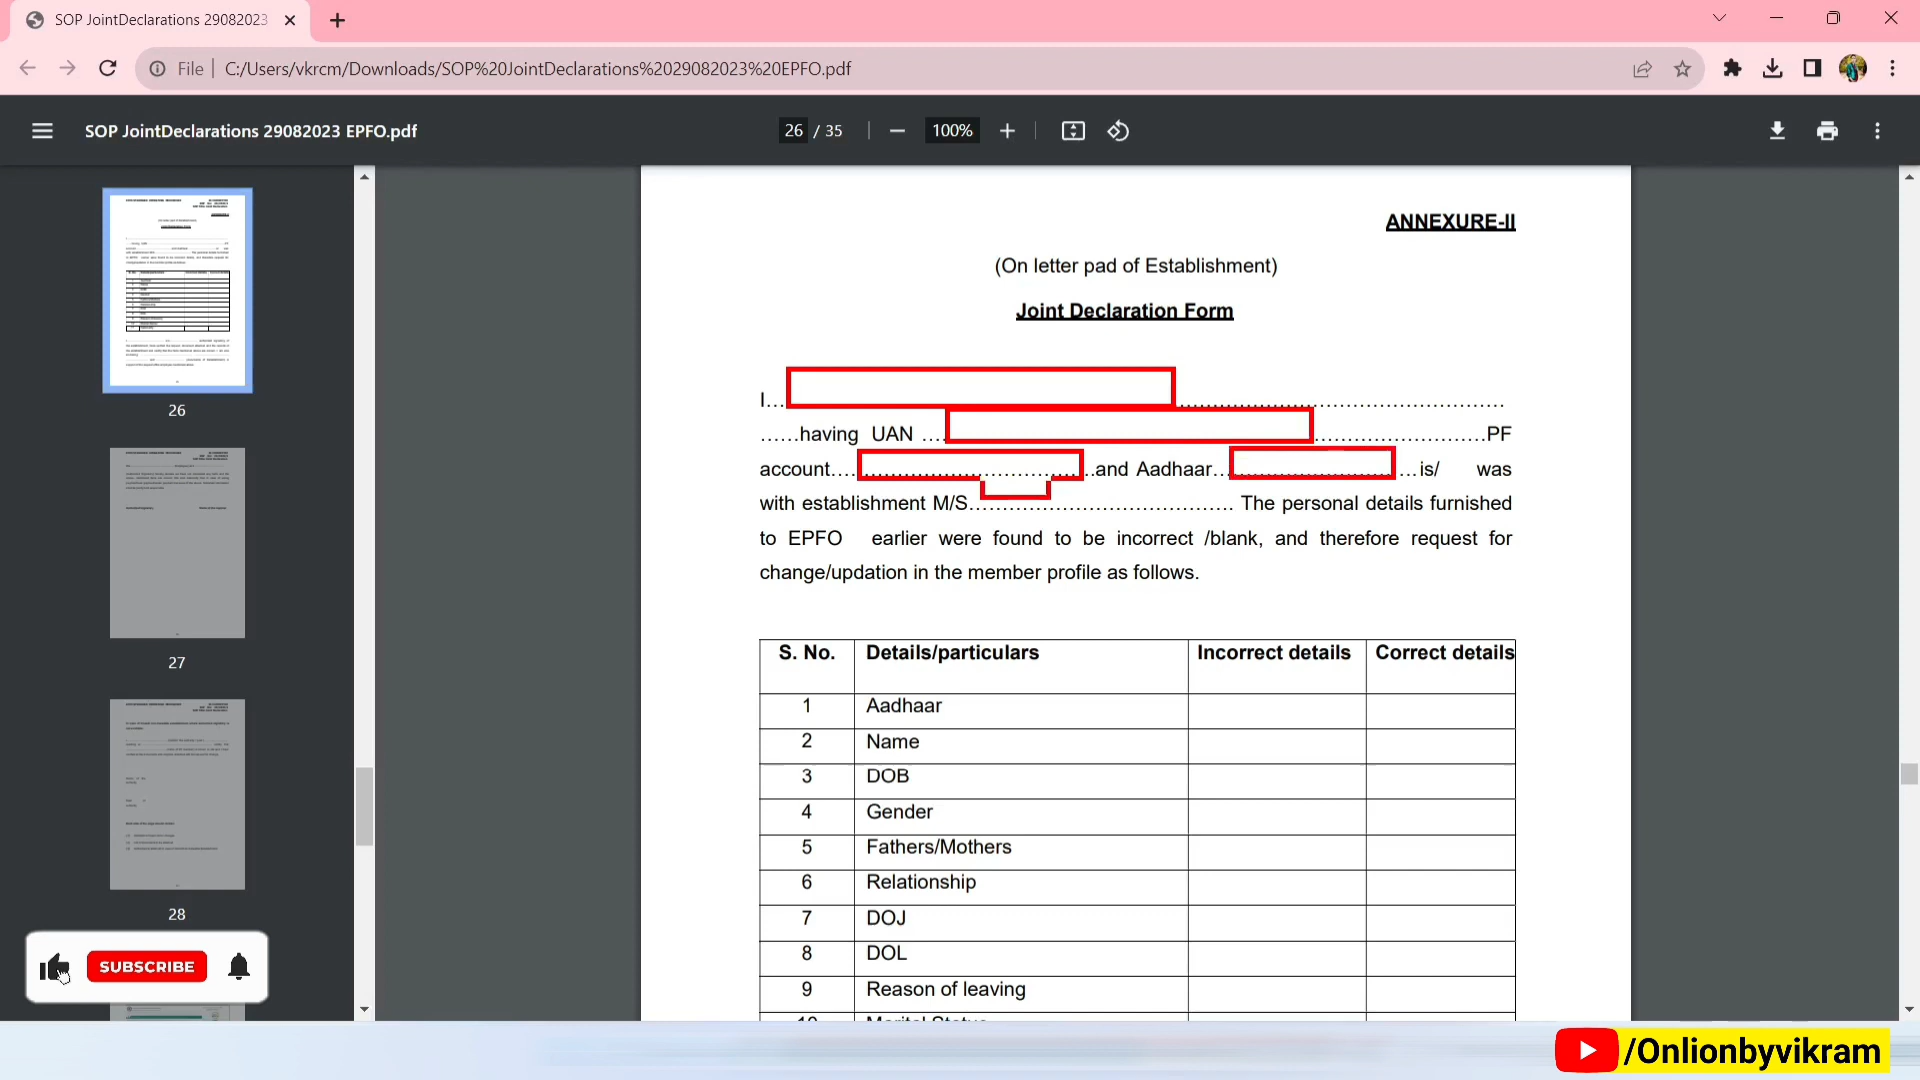 SOP JointDeclarations 29082023
File
C:/Users/vkrcm/Downloads/SOP%20JointDeclarations%2029082023%20EPFO.pdf
SOP JointDeclarations 29082023 EPFO.pdf
26 / 35
100%
26
27
28
ANNEXURE-II
(On letter pad of Establishment)
Joint Declaration Form
I...............................................................
......having UAN ..............................PF
account..............................and Aadhaar..............................is/ was
with establishment M/S........................................ The personal details furnished
to EPFO earlier were found to be incorrect /blank, and therefore request for
change/updation in the member profile as follows.
S. No. Details/particulars Incorrect details Correct details
1 Aadhaar
2 Name
3 DOB
4 Gender
5 Fathers/Mothers
6 Relationship
7 DOJ
8 DOL
9 Reason of leaving
10 Marital Status
SUBSCRIBE
/Onlionbyvikram